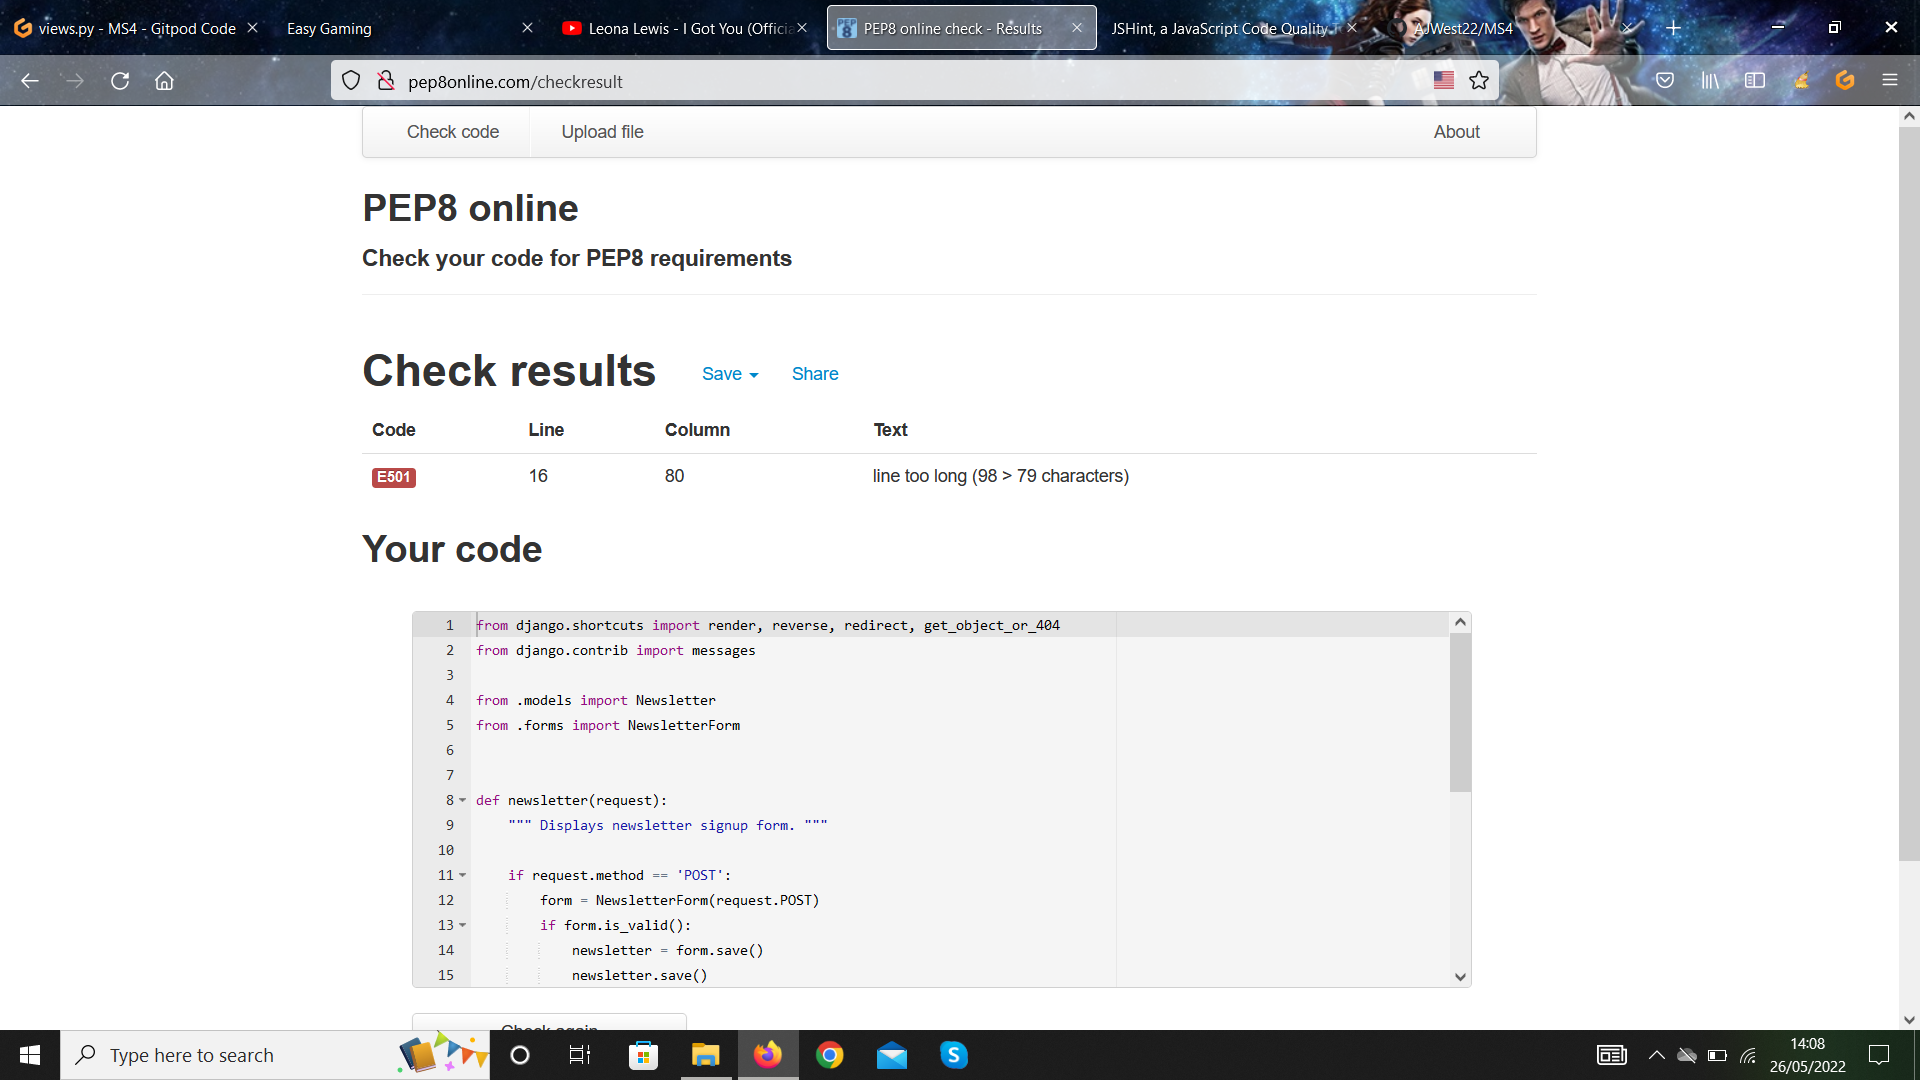 views.py - MS4 - Gitpod Code
Easy Gaming
Leona Lewis - I Got You (Officia
PEP8 online check - Results
JSHint, a JavaScript Code Quality T
AJWest22/MS4
pep8online.com/checkresult
Check code
Upload file
About
PEP8 online
Check your code for PEP8 requirements
Check results
Save
Share
Code Line Column Text
E501 16 80 line too long (98 > 79 characters)
Your code
1 from django.shortcuts import render, reverse, redirect, get_object_or_404
2 from django.contrib import messages
3
4 from .models import Newsletter
5 from .forms import NewsletterForm
6
7
8 def newsletter(request):
9 """ Displays newsletter signup form. """
10
11 if request.method == 'POST':
12 form = NewsletterForm(request.POST)
13 if form.is_valid():
14 newsletter = form.save()
15 newsletter.save()
Check again
Type here to search
14:08
26/05/2022